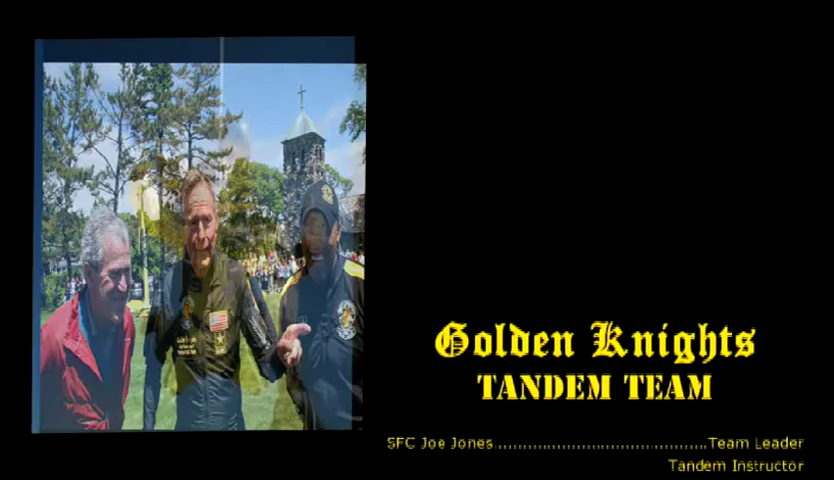 Golden Knights
TANDEM TEAM
SFC Joe Jones..........................................Team Leader
Tandem Instructor